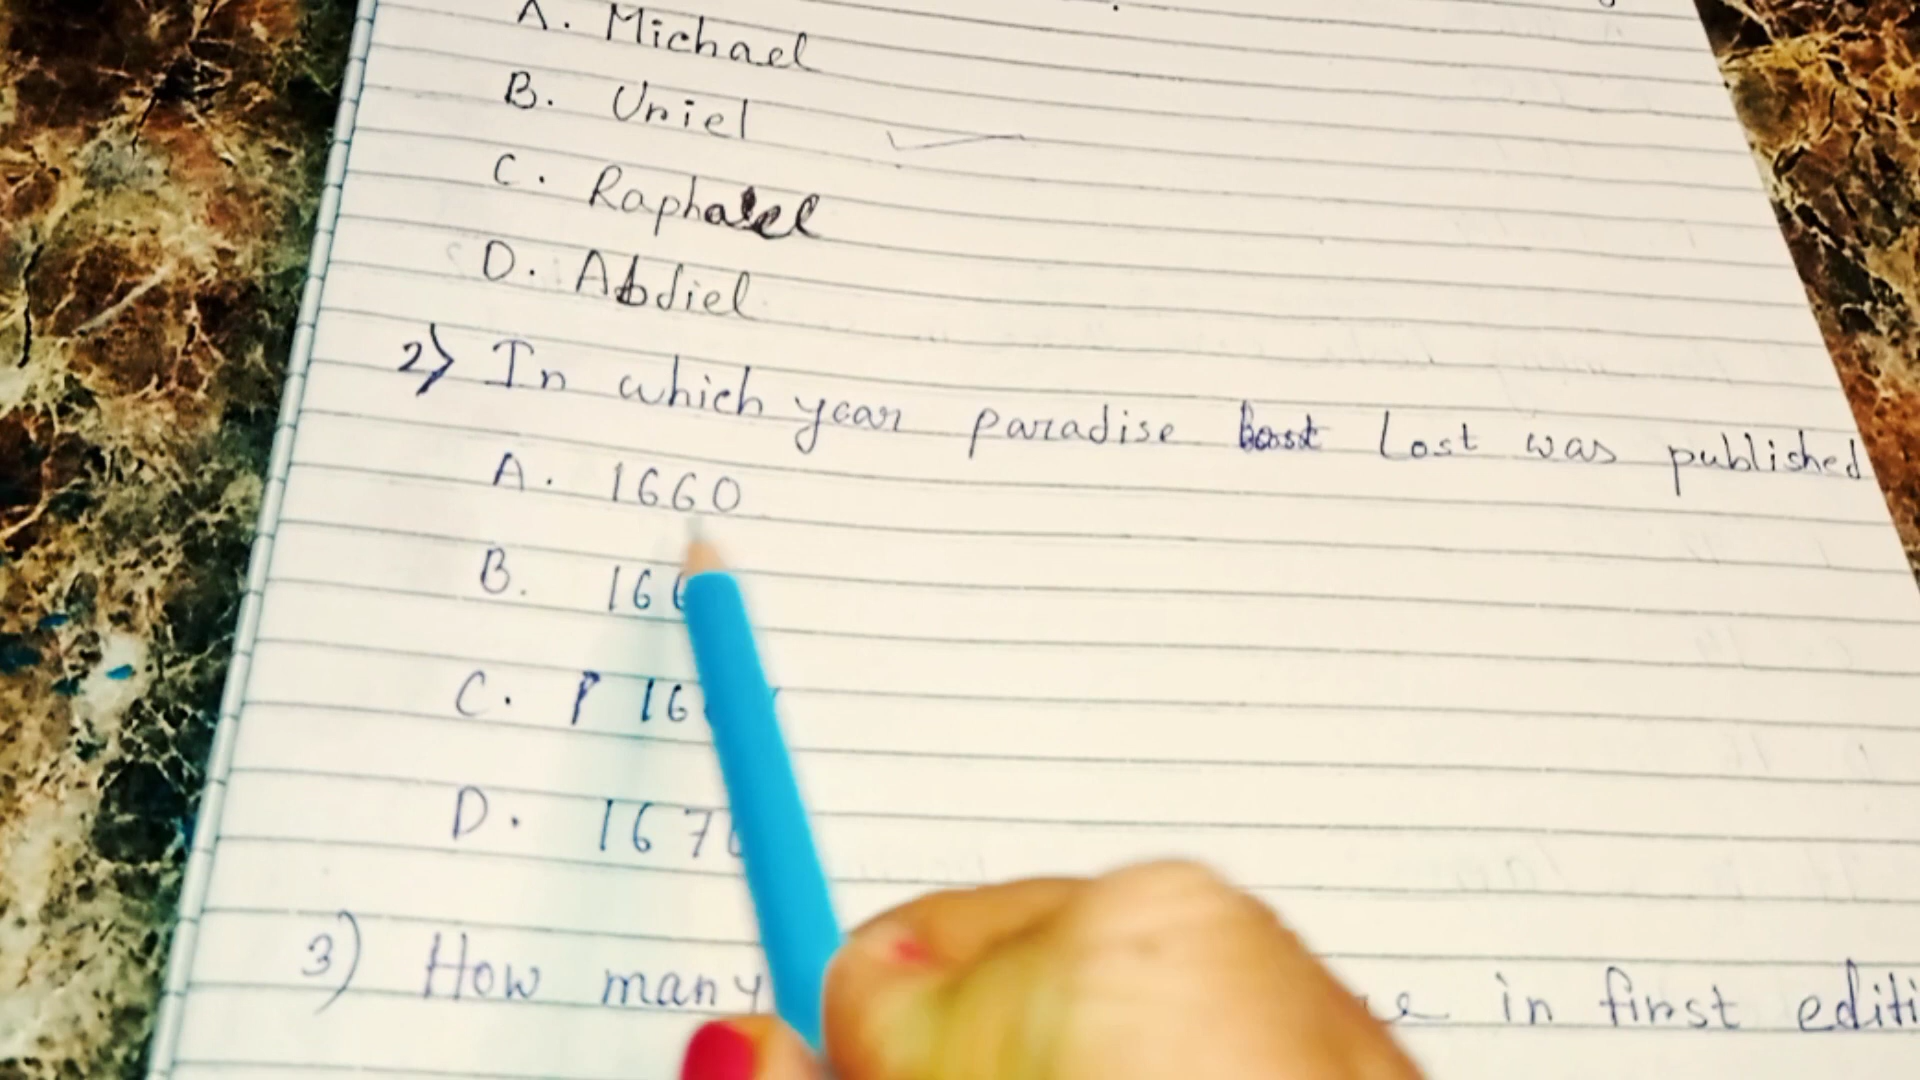 A. Michael
B. Uriel
C. Raphael
D. Abdiel
2) In which year paradise Lost was published
A. 1660
B.
C.
D.
3) How many in first